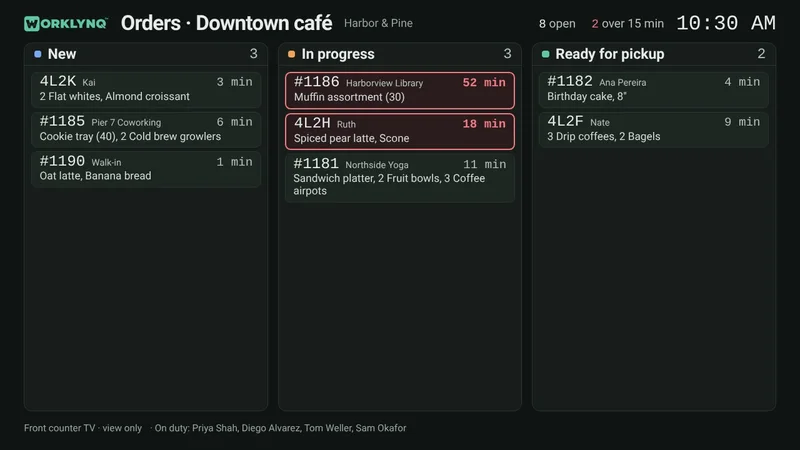 WORKLYNQ Orders · Downtown café Harbor & Pine 8 open 2 over 15 min 10:30 AM
New 3
4L2K Kai 3 min
2 Flat whites, Almond croissant
#1185 Pier 7 Coworking 6 min
Cookie tray (40), 2 Cold brew growlers
#1190 Walk-in 1 min
Oat latte, Banana bread
In progress 3
#1186 Harborview Library 52 min
Muffin assortment (30)
4L2H Ruth 18 min
Spiced pear latte, Scone
#1181 Northside Yoga 11 min
Sandwich platter, 2 Fruit bowls, 3 Coffee
airpots
Ready for pickup 2
#1182 Ana Pereira 4 min
Birthday cake, 8"
4L2F Nate 9 min
3 Drip coffees, 2 Bagels
Front counter TV · view only · On duty: Priya Shah, Diego Alvarez, Tom Weller, Sam Okafor